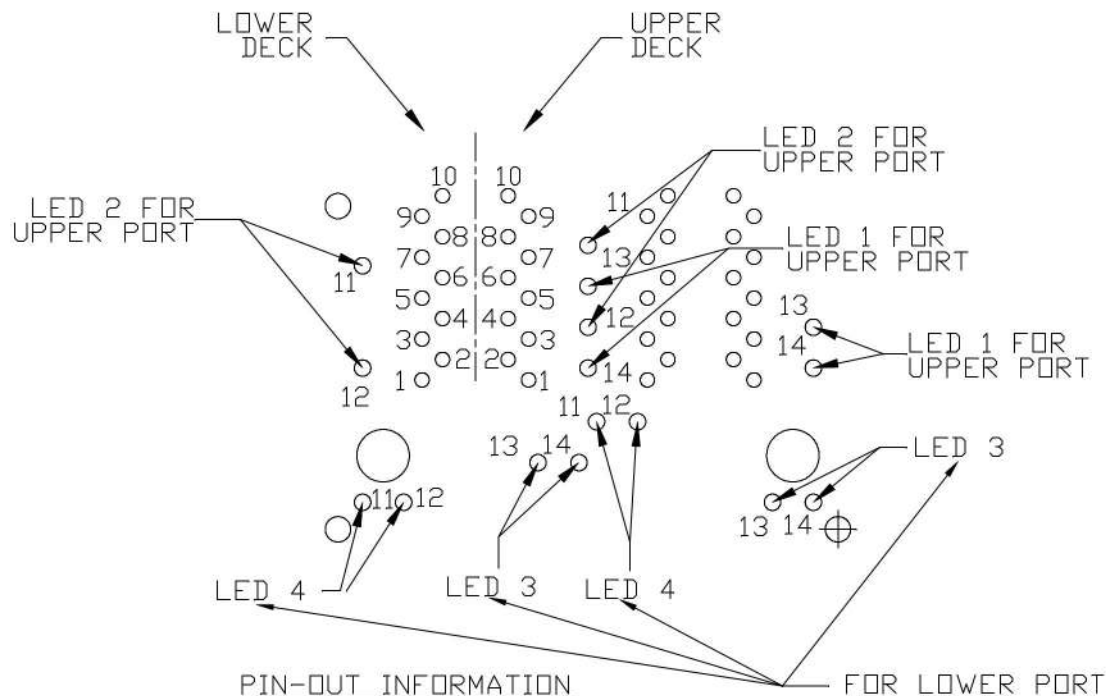 LOWER
DECK
UPPER
DECK
LED 2 FOR
UPPER PORT
10 10
11
LED 2 FOR
UPPER PORT
9 9
8 8
7 7
13
LED 1 FOR
UPPER PORT
11
6 6
5 5
4 4
12
13
3 3
14
LED 1 FOR
UPPER PORT
2 2
12
1 1
14
11 12
13 14
LED 3
11 12
13 14
LED 4
LED 3
LED 4
PIN-OUT INFORMATION
FOR LOWER PORT